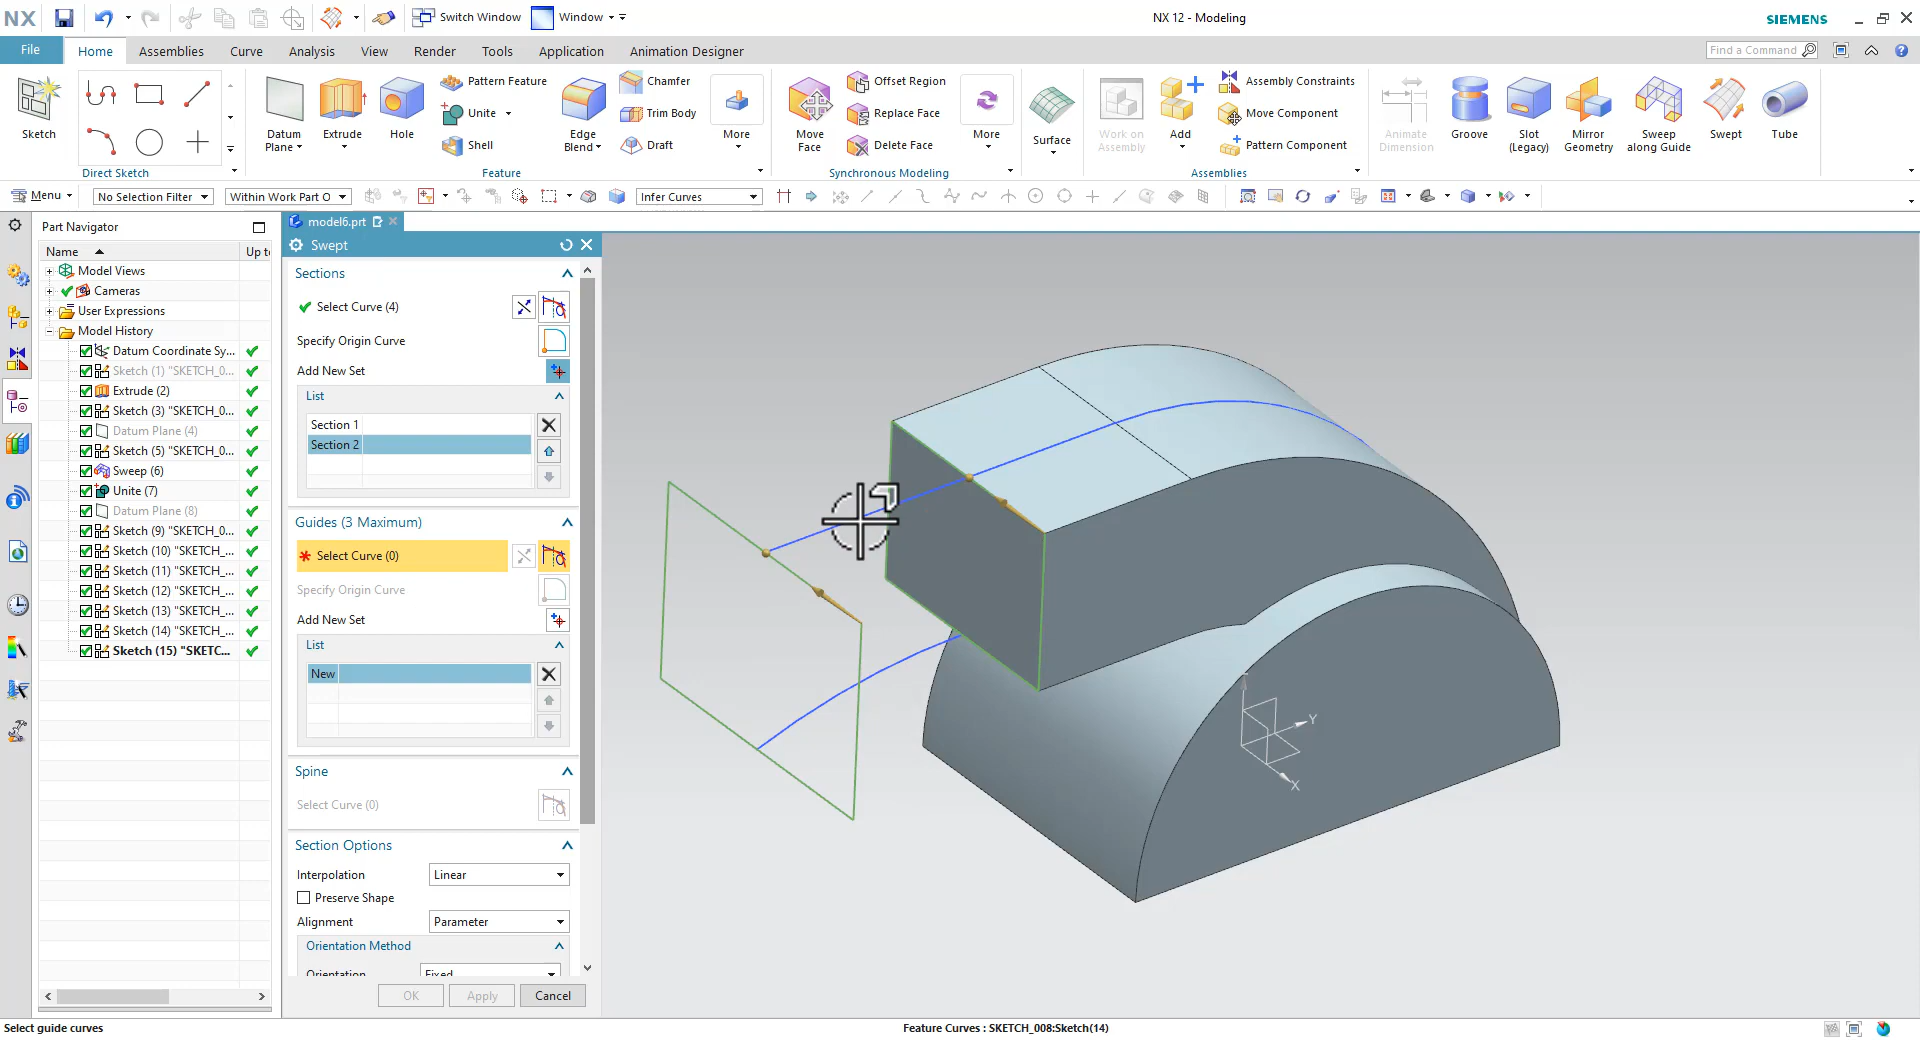 NX
Switch Window
Window
NX 12 - Modeling
SIEMENS
File
Home
Assemblies
Curve
Analysis
View
Render
Tools
Application
Animation Designer
Find a Command
Sketch
Direct Sketch
Datum Plane
Extrude
Hole
Pattern Feature
Unite
Shell
Edge Blend
Chamfer
Trim Body
Draft
More
Feature
Move Face
Offset Region
Replace Face
Delete Face
More
Synchronous Modeling
Surface
Work on Assembly
Add
Assembly Constraints
Move Component
Pattern Component
Assemblies
Animate Dimension
Groove
Slot (Legacy)
Mirror Geometry
Sweep along Guide
Swept
Tube
Menu
No Selection Filter
Within Work Part O
Infer Curves
Part Navigator
Name
Up to
Model Views
Cameras
User Expressions
Model History
Datum Coordinate Sy...
Sketch (1) "SKETCH_0...
Extrude (2)
Sketch (3) "SKETCH_0...
Datum Plane (4)
Sketch (5) "SKETCH_0...
Sweep (6)
Unite (7)
Datum Plane (8)
Sketch (9) "SKETCH_0...
Sketch (10) "SKETCH_...
Sketch (11) "SKETCH_...
Sketch (12) "SKETCH_...
Sketch (13) "SKETCH_...
Sketch (14) "SKETCH_...
Sketch (15) "SKETC...
model6.prt
Swept
Sections
Select Curve (4)
Specify Origin Curve
Add New Set
List
Section 1
Section 2
Guides (3 Maximum)
* Select Curve (0)
Specify Origin Curve
Add New Set
List
New
Spine
Select Curve (0)
Section Options
Interpolation
Linear
Preserve Shape
Alignment
Parameter
Orientation Method
Orientation
Fixed
OK
Apply
Cancel
Y
X
Select guide curves
Feature Curves : SKETCH_008:Sketch(14)